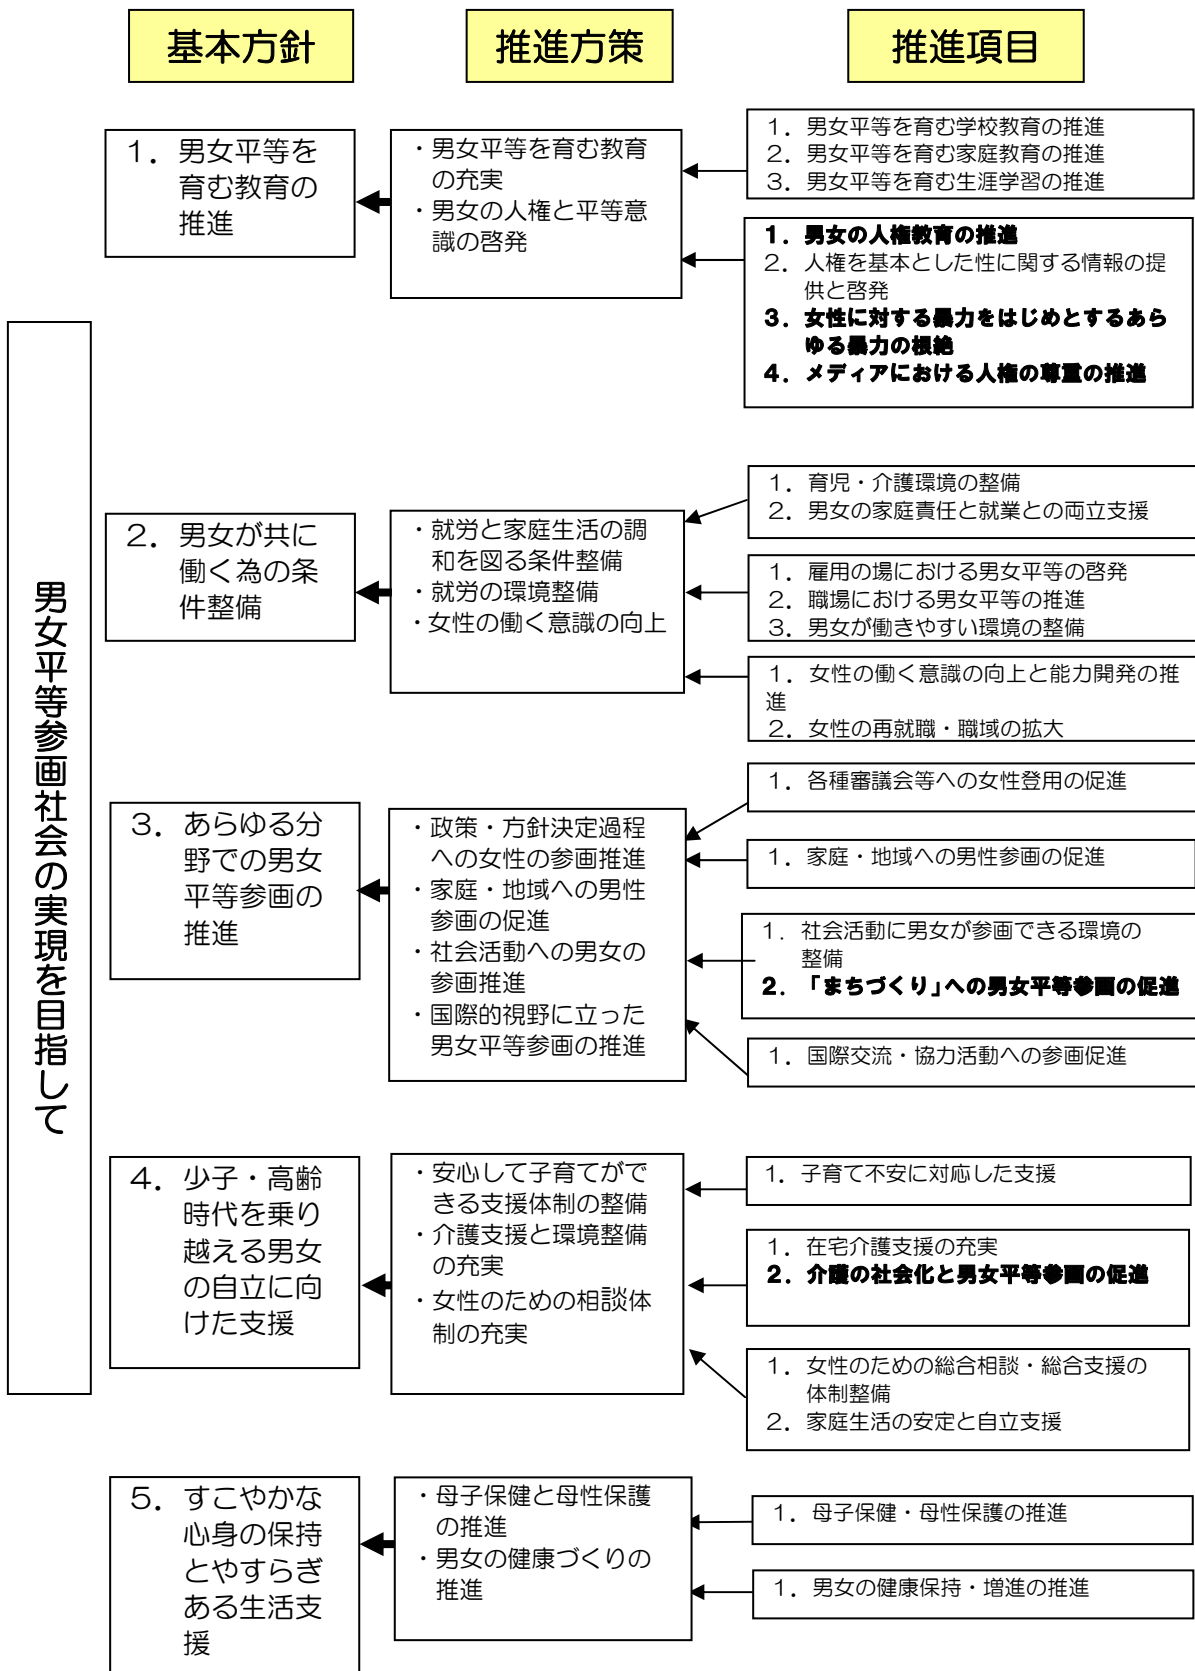 基本方針
推進方策
推進項目
男女平等参画社会の実現を目指して
1. 男女平等を
育む教育の
推進
・男女平等を育む教育
の充実
・男女の人権と平等意
識の啓発
1. 男女平等を育む学校教育の推進
2. 男女平等を育む家庭教育の推進
3. 男女平等を育む生涯学習の推進
1. 男女の人権教育の推進
2. 人権を基本とした性に関する情報の提
供と啓発
3. 女性に対する暴力をはじめとするあら
ゆる暴力の根絶
4. メディアにおける人権の尊重の推進
2. 男女が共に
働く為の条
件整備
・就労と家庭生活の調
和を図る条件整備
・就労の環境整備
・女性の働く意識の向上
1. 育児・介護環境の整備
2. 男女の家庭責任と就業との両立支援
1. 雇用の場における男女平等の啓発
2. 職場における男女平等の推進
3. 男女が働きやすい環境の整備
1. 女性の働く意識の向上と能力開発の推
進
2. 女性の再就職・職域の拡大
3. あらゆる分
野での男女
平等参画の
推進
・政策・方針決定過程
への女性の参画推進
・家庭・地域への男性
参画の促進
・社会活動への男女の
参画推進
・国際的視野に立った
男女平等参画の推進
1. 各種審議会等への女性登用の促進
1. 家庭・地域への男性参画の促進
1. 社会活動に男女が参画できる環境の
整備
2. 「まちづくり」への男女平等参画の促進
1. 国際交流・協力活動への参画促進
4. 少子・高齢
時代を乗り
越える男女
の自立に向
けた支援
・安心して子育てがで
きる支援体制の整備
・介護支援と環境整備
の充実
・女性のための相談体
制の充実
1. 子育て不安に対応した支援
1. 在宅介護支援の充実
2. 介護の社会化と男女平等参画の促進
1. 女性のための総合相談・総合支援の
体制整備
2. 家庭生活の安定と自立支援
5. すこやかな
心身の保持
とやすらぎ
ある生活支
援
・母子保健と母性保護
の推進
・男女の健康づくりの
推進
1. 母子保健・母性保護の推進
1. 男女の健康保持・増進の推進